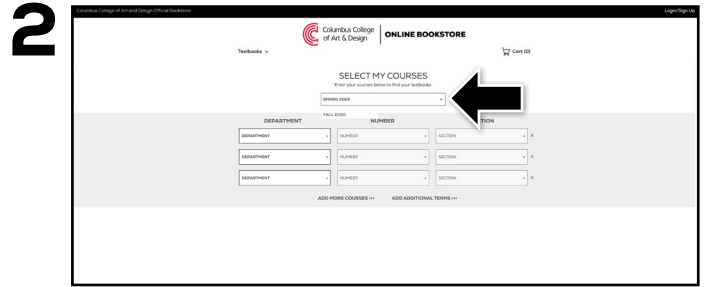 2
Columbus College of Art and Design Official Bookstore
Login/Sign Up
Columbus College
of Art & Design
ONLINE BOOKSTORE
Textbooks
Cart (0)
SELECT MY COURSES
Enter your courses below to find your textbooks.
SPRING 2020
FALL 2020
DEPARTMENT NUMBER TION
DEPARTMENT NUMBER SECTION X
DEPARTMENT NUMBER SECTION X
DEPARTMENT NUMBER SECTION X
ADD MORE COURSES >>> ADD ADDITIONAL TERMS >>>